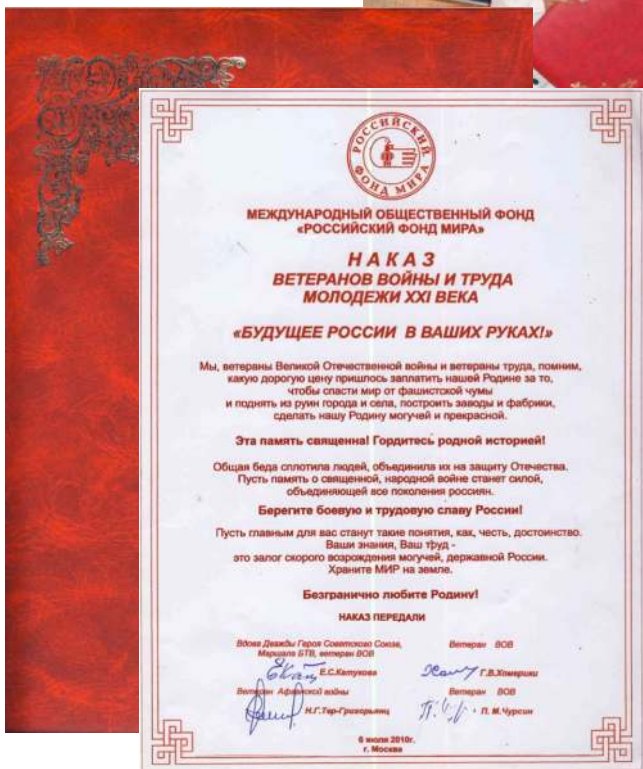 РОССИЙСКИЙ
ФОНД МИРА
МЕЖДУНАРОДНЫЙ ОБЩЕСТВЕННЫЙ ФОНД
«РОССИЙСКИЙ ФОНД МИРА»
НАКАЗ
ВЕТЕРАНОВ ВОЙНЫ И ТРУДА
МОЛОДЕЖИ XXI ВЕКА
«БУДУЩЕЕ РОССИИ В ВАШИХ РУКАХ!»
Мы, ветераны Великой Отечественной войны и ветераны труда, помним,
какую дорогую цену пришлось заплатить нашей Родине за то,
чтобы спасти мир от фашистской чумы
и поднять из руин города и села, построить заводы и фабрики,
сделать нашу Родину могучей и прекрасной.
Эта память священна! Гордитесь родной историей!
Общая беда сплотила людей, объединила их на защиту Отечества.
Пусть память о священной, народной войне станет силой,
объединяющей все поколения россиян.
Берегите боевую и трудовую славу России!
Пусть главным для вас станут такие понятия, как, честь, достоинство.
Ваши знания, Ваш труд -
это залог скорого возрождения могучей, державной России.
Храните МИР на земле.
Безгранично любите Родину!
НАКАЗ ПЕРЕДАЛИ
Вдова Дважды Героя Советского Союза, Ветеран ВОВ
Маршала БТВ, ветеран ВОВ
Е.С.Катукова Г.В.Хомерики
Ветеран Афганской войны Ветеран ВОВ
Н.Г.Тер-Григорьянц П. М.Чурсин
6 июля 2010г.
г. Москва